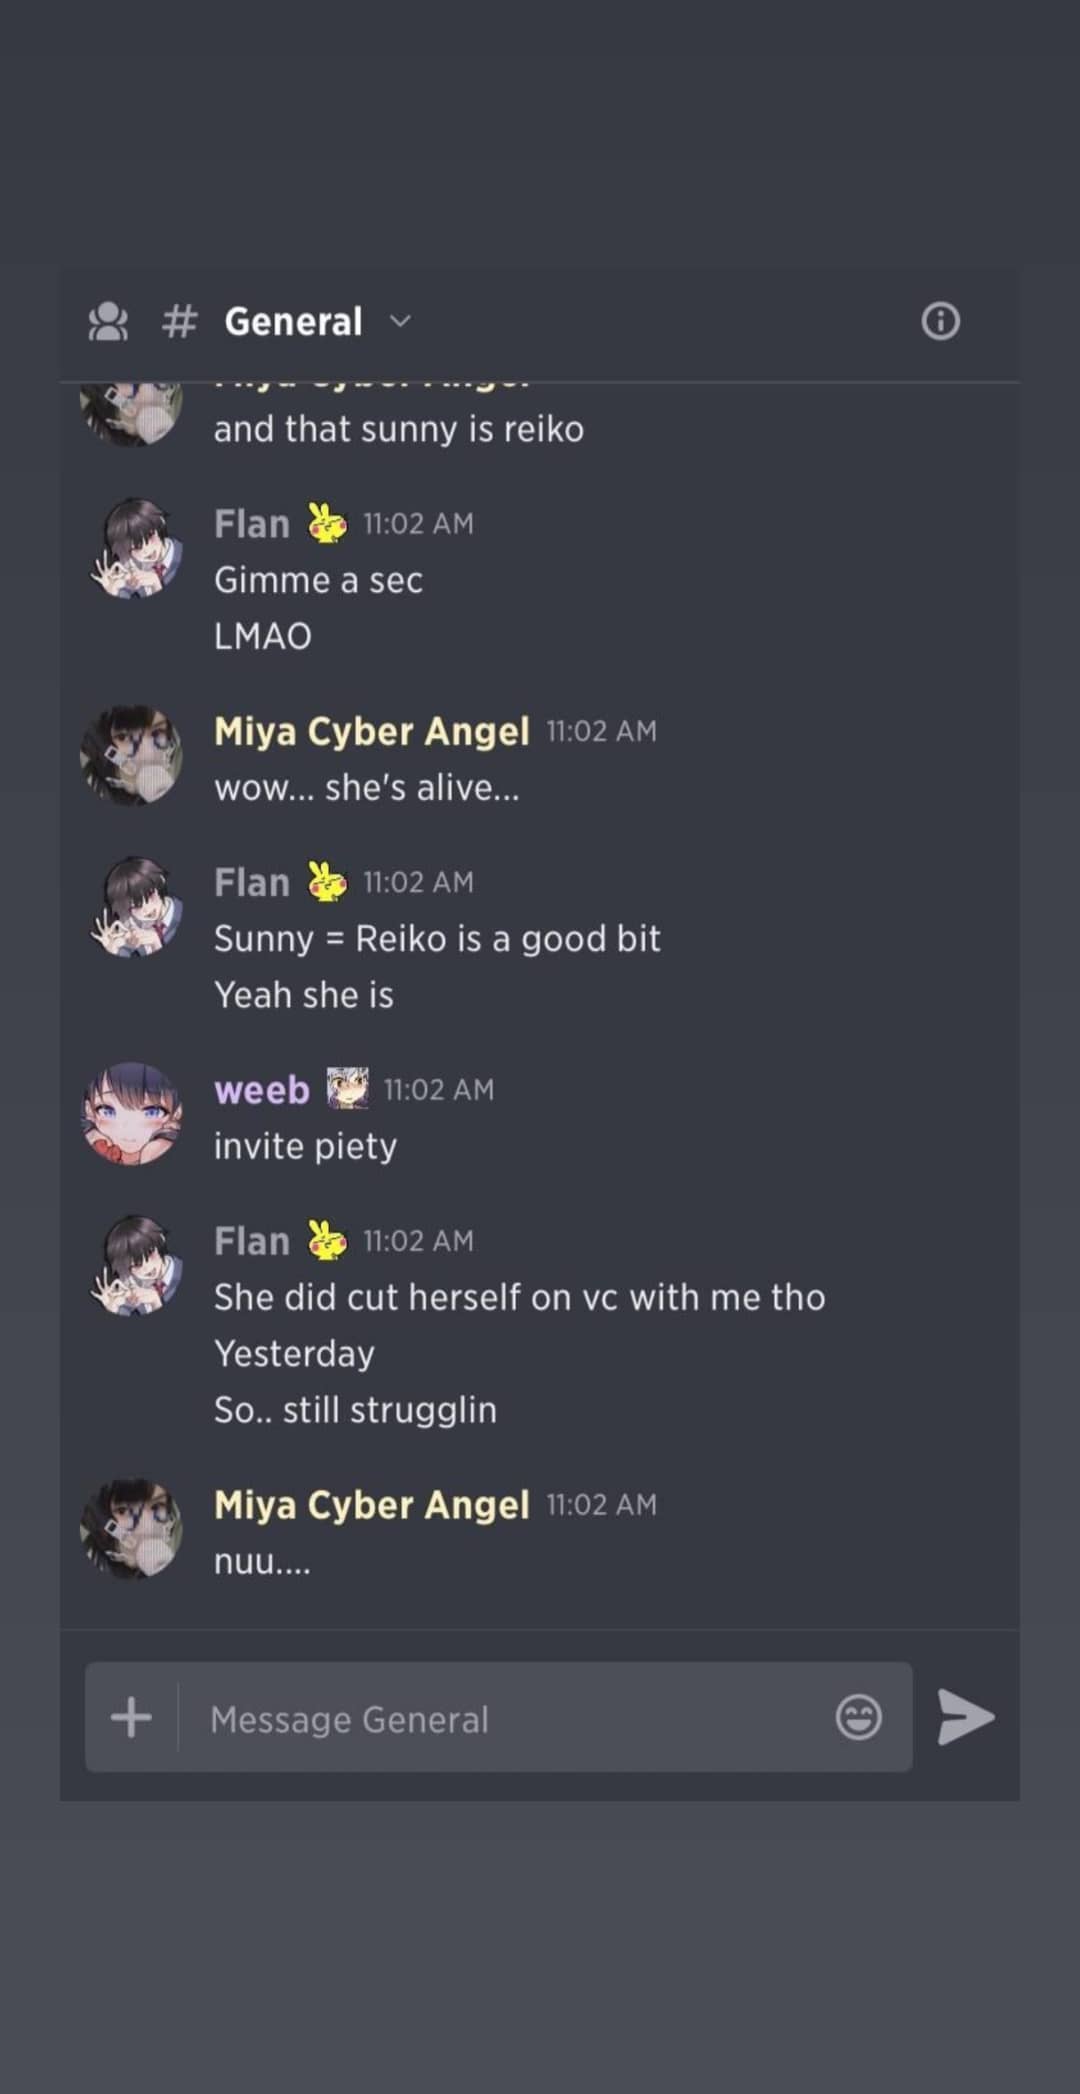 # General
and that sunny is reiko
Flan 11:02 AM
Gimme a sec
LMAO
Miya Cyber Angel 11:02 AM
wow... she's alive...
Flan 11:02 AM
Sunny = Reiko is a good bit
Yeah she is
weeb 11:02 AM
invite piety
Flan 11:02 AM
She did cut herself on vc with me tho
Yesterday
So.. still strugglin
Miya Cyber Angel 11:02 AM
nuu....
Message General